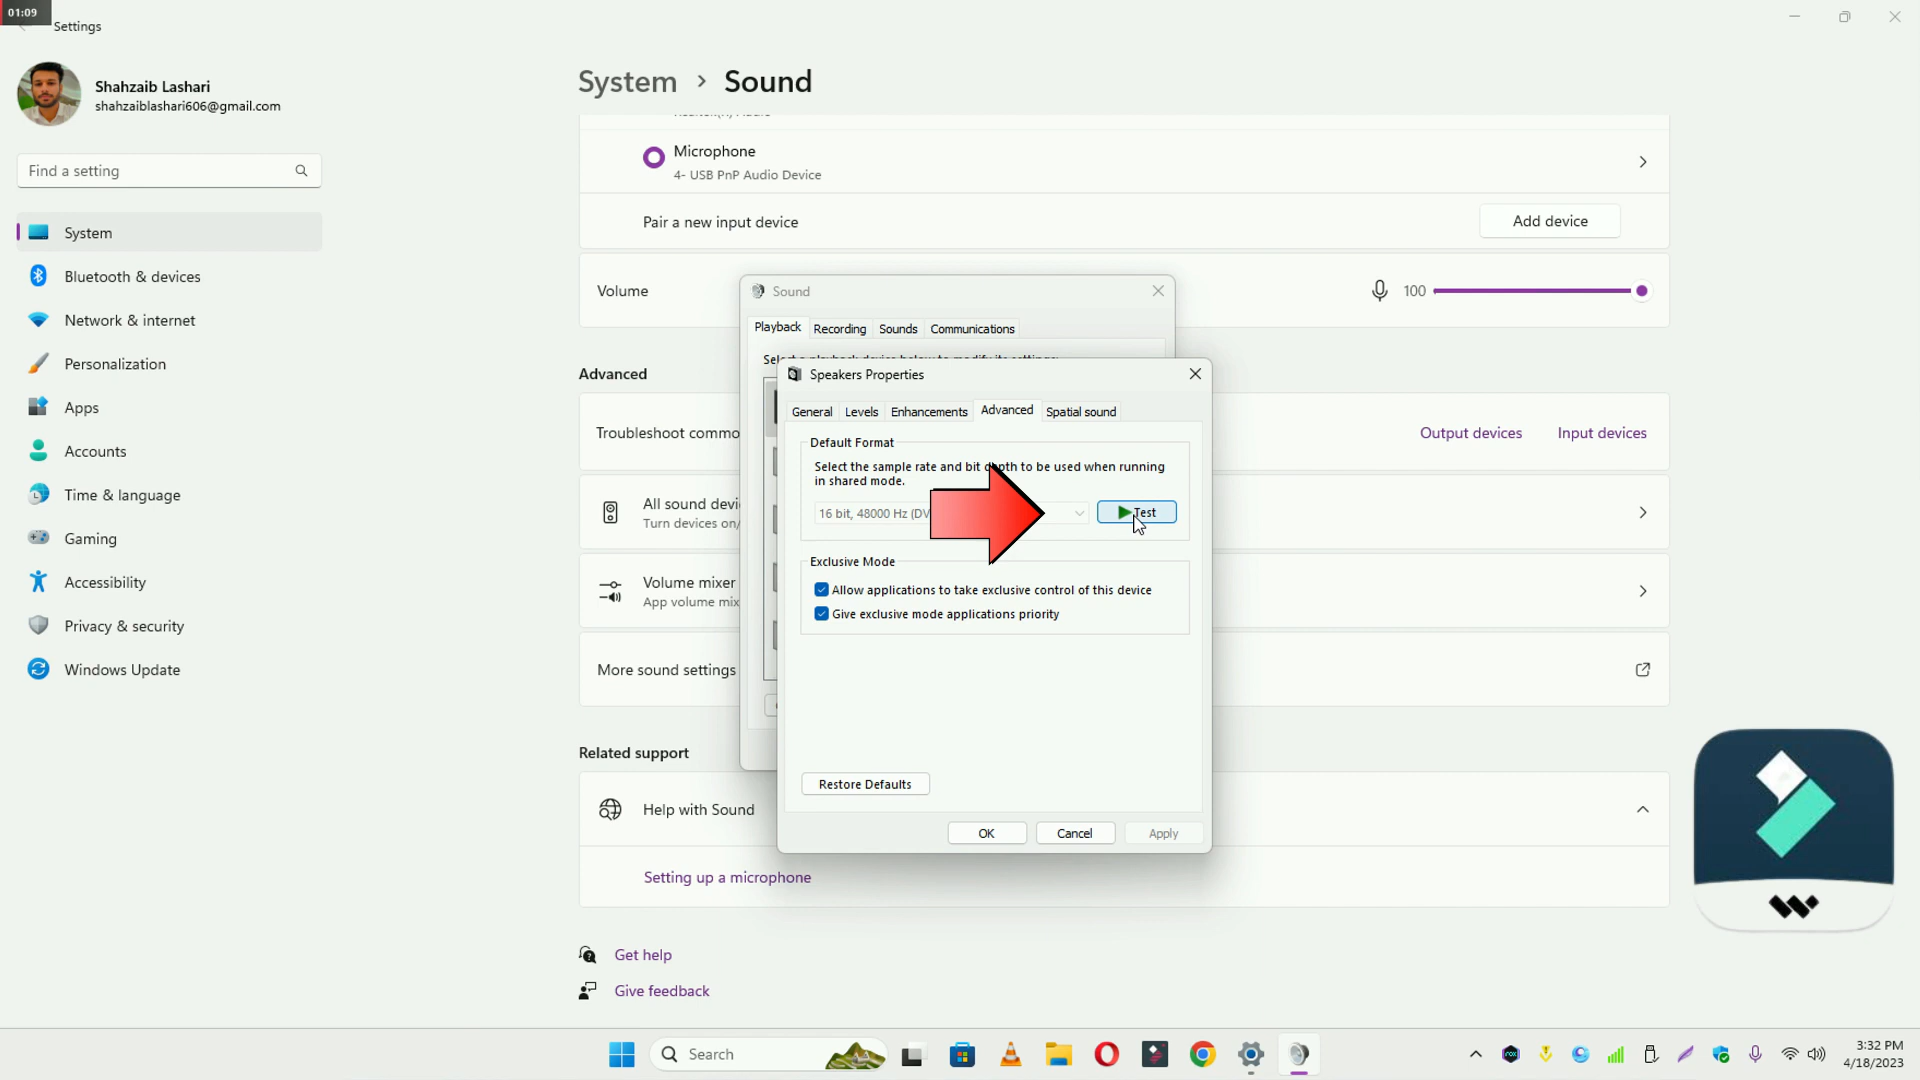 01:09
Settings
Shahzaib Lashari
shahzaiblashari606@gmail.com
Find a setting
System
Bluetooth & devices
Network & internet
Personalization
Apps
Accounts
Time & language
Gaming
Accessibility
Privacy & security
Windows Update
System > Sound
Microphone
4- USB PnP Audio Device
Pair a new input device
Add device
Volume
100
Advanced
Troubleshoot commo
Output devices
Input devices
All sound devi
Turn devices on/
Volume mixer
App volume mix
More sound settings
Related support
Help with Sound
Setting up a microphone
Get help
Give feedback
Sound
Playback
Recording
Sounds
Communications
Speakers Properties
General
Levels
Enhancements
Advanced
Spatial sound
Default Format
Select the sample rate and bit depth to be used when running
in shared mode.
16 bit, 48000 Hz (DV
Test
Exclusive Mode
Allow applications to take exclusive control of this device
Give exclusive mode applications priority
Restore Defaults
OK
Cancel
Apply
Search
3:32 PM
4/18/2023